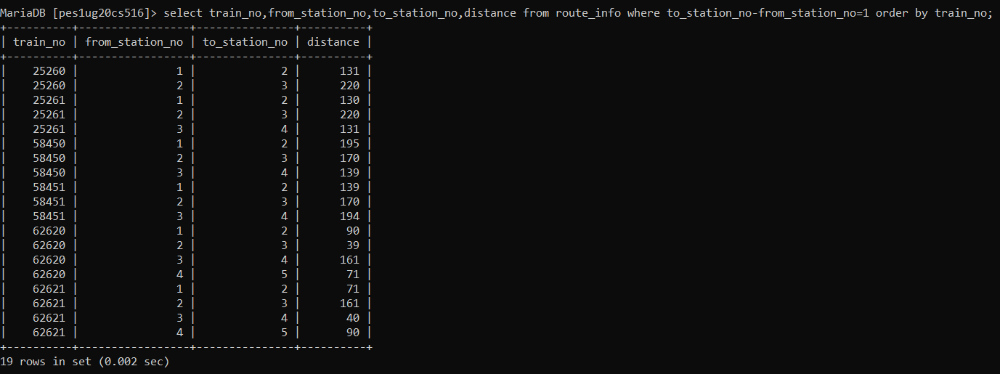 MariaDB [pes1ug20cs516]> select train_no,from_station_no,to_station_no,distance from route_info where to_station_no-from_station_no=1 order by train_no;
+----------+-----------------+---------------+----------+
| train_no | from_station_no | to_station_no | distance |
+----------+-----------------+---------------+----------+
|    25260 |               1 |             2 |      131 |
|    25260 |               2 |             3 |      220 |
|    25261 |               1 |             2 |      130 |
|    25261 |               2 |             3 |      220 |
|    25261 |               3 |             4 |      131 |
|    58450 |               1 |             2 |      195 |
|    58450 |               2 |             3 |      170 |
|    58450 |               3 |             4 |      139 |
|    58451 |               1 |             2 |      139 |
|    58451 |               2 |             3 |      170 |
|    58451 |               3 |             4 |      194 |
|    62620 |               1 |             2 |       90 |
|    62620 |               2 |             3 |       39 |
|    62620 |               3 |             4 |      161 |
|    62620 |               4 |             5 |       71 |
|    62621 |               1 |             2 |       71 |
|    62621 |               2 |             3 |      161 |
|    62621 |               3 |             4 |       40 |
|    62621 |               4 |             5 |       90 |
+----------+-----------------+---------------+----------+
19 rows in set (0.002 sec)